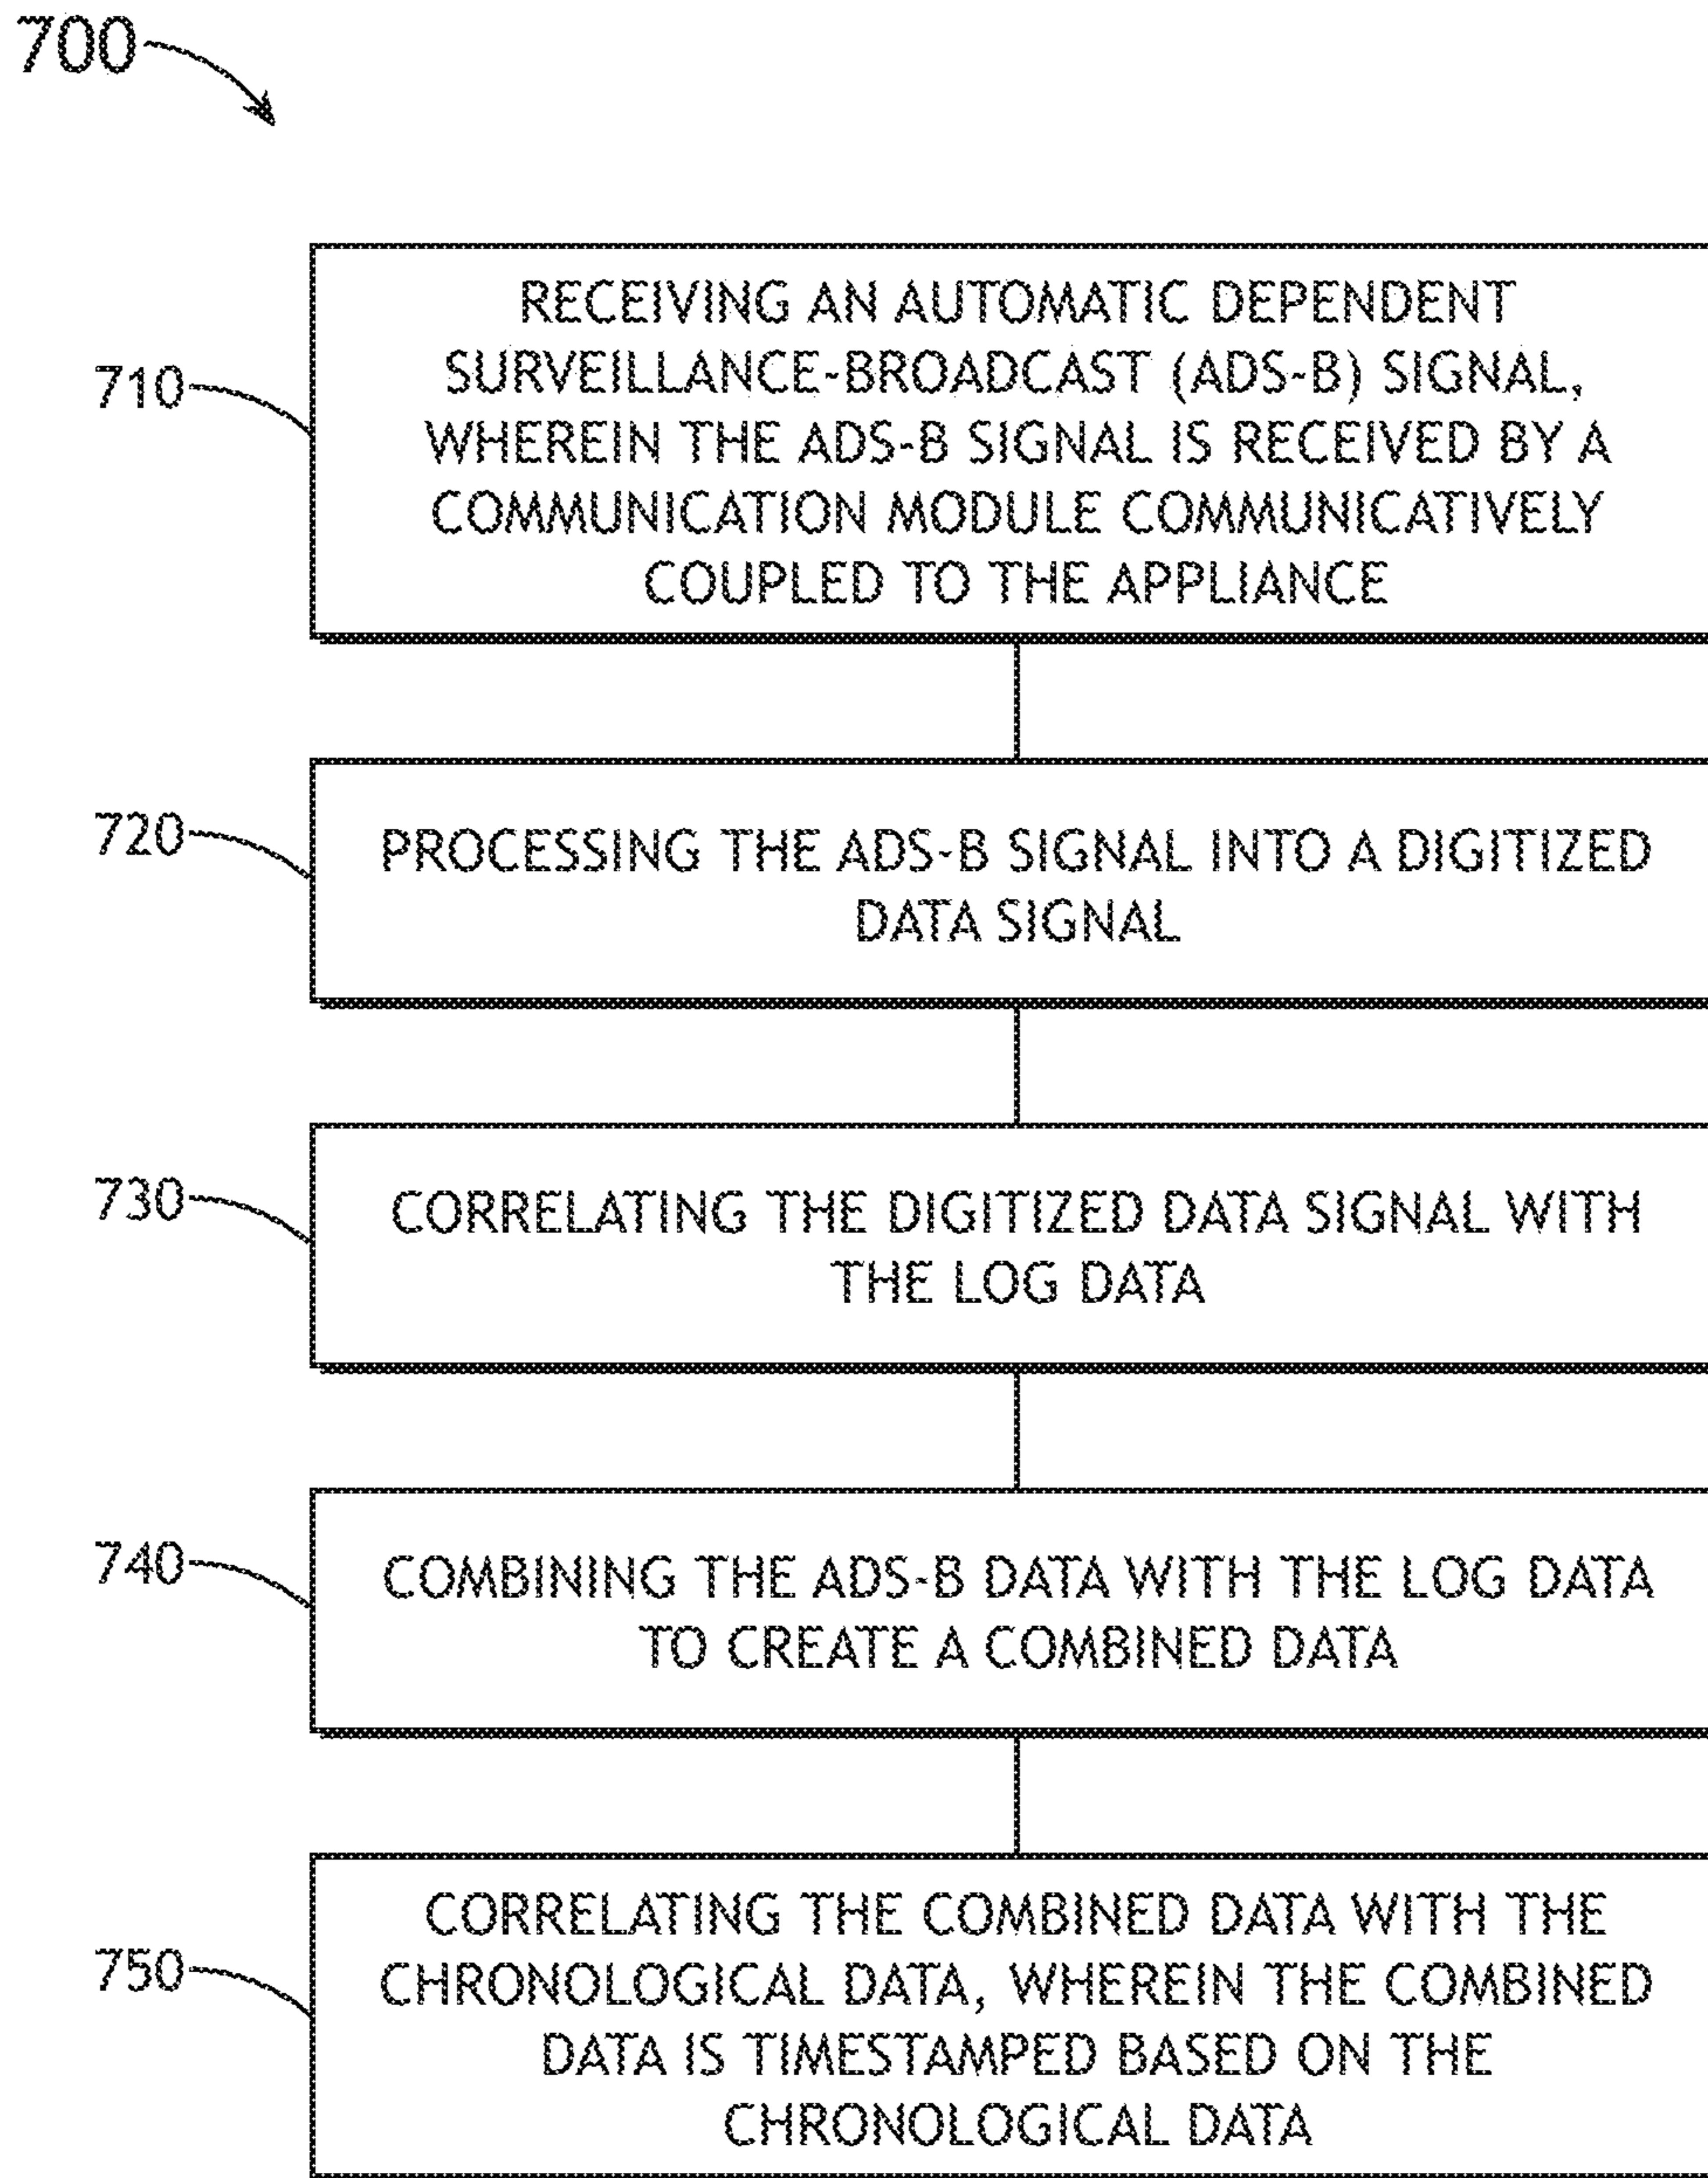 700
710
RECEIVING AN AUTOMATIC DEPENDENT
SURVEILLANCE-BROADCAST (ADS-B) SIGNAL,
WHEREIN THE ADS-B SIGNAL IS RECEIVED BY A
COMMUNICATION MODULE COMMUNICATIVELY
COUPLED TO THE APPLIANCE
720
PROCESSING THE ADS-B SIGNAL INTO A DIGITIZED
DATA SIGNAL
730
CORRELATING THE DIGITIZED DATA SIGNAL WITH
THE LOG DATA
740
COMBINING THE ADS-B DATA WITH THE LOG DATA
TO CREATE A COMBINED DATA
750
CORRELATING THE COMBINED DATA WITH THE
CHRONOLOGICAL DATA, WHEREIN THE COMBINED
DATA IS TIMESTAMPED BASED ON THE
CHRONOLOGICAL DATA